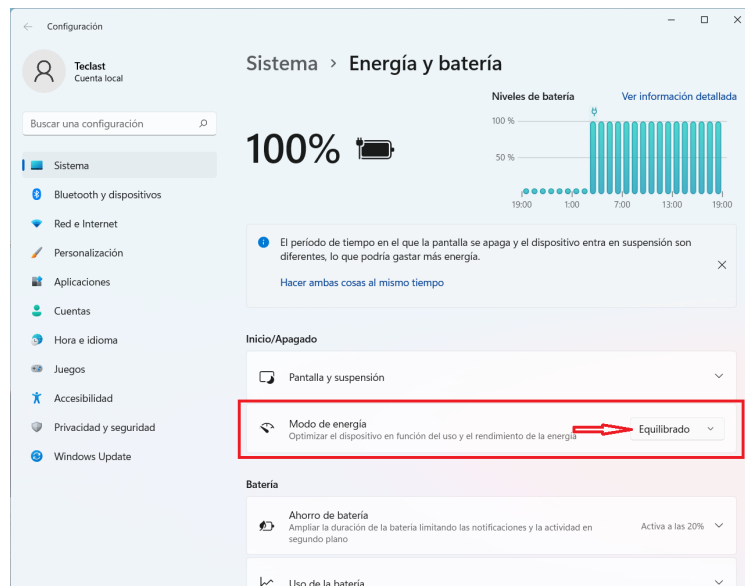 Configuración
Teclast
Cuenta local
Buscar una configuración
Sistema
Bluetooth y dispositivos
Red e Internet
Personalización
Aplicaciones
Cuentas
Hora e idioma
Juegos
Accesibilidad
Privacidad y seguridad
Windows Update
Sistema > Energía y batería
Niveles de batería
Ver información detallada
100%
100 %
50 %
19:00 1:00 7:00 13:00 19:00
El período de tiempo en el que la pantalla se apaga y el dispositivo entra en suspensión son
diferentes, lo que podría gastar más energía.
Hacer ambas cosas al mismo tiempo
Inicio/Apagado
Pantalla y suspensión
Modo de energía
Optimizar el dispositivo en función del uso y el rendimiento de la energía
Equilibrado
Batería
Ahorro de batería
Ampliar la duración de la batería limitando las notificaciones y la actividad en
segundo plano
Activa a las 20%
Uso de la batería